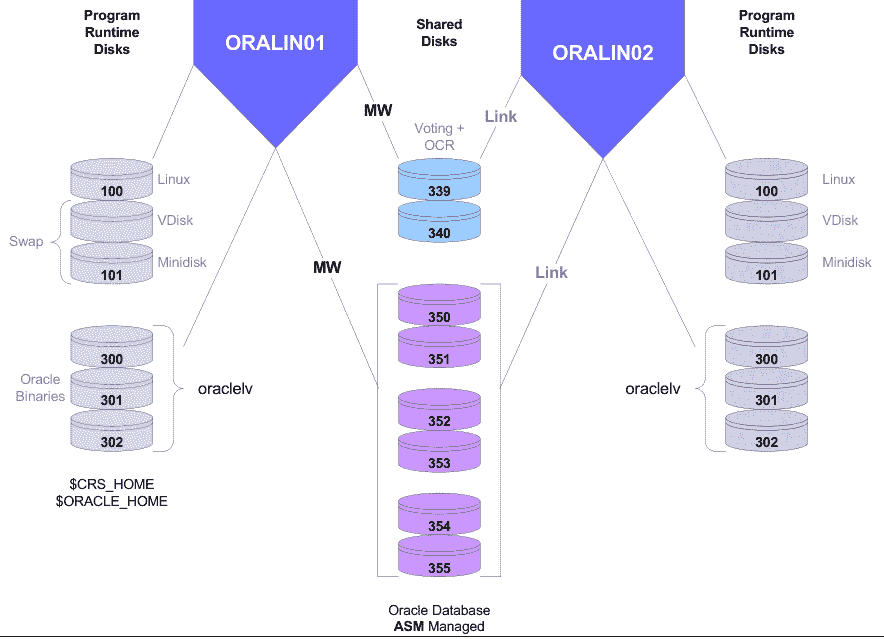 Program
Runtime
Disks
ORALIN01
Shared
Disks
ORALIN02
Program
Runtime
Disks
MW
Link
Voting +
OCR
100
Linux
VDisk
Swap
101
Minidisk
339
340
100
Linux
VDisk
101
Minidisk
MW
Link
350
351
352
353
354
355
300
Oracle
Binaries
301
302
oraclelv
oraclelv
300
301
302
$CRS_HOME
$ORACLE_HOME
Oracle Database
ASM Managed